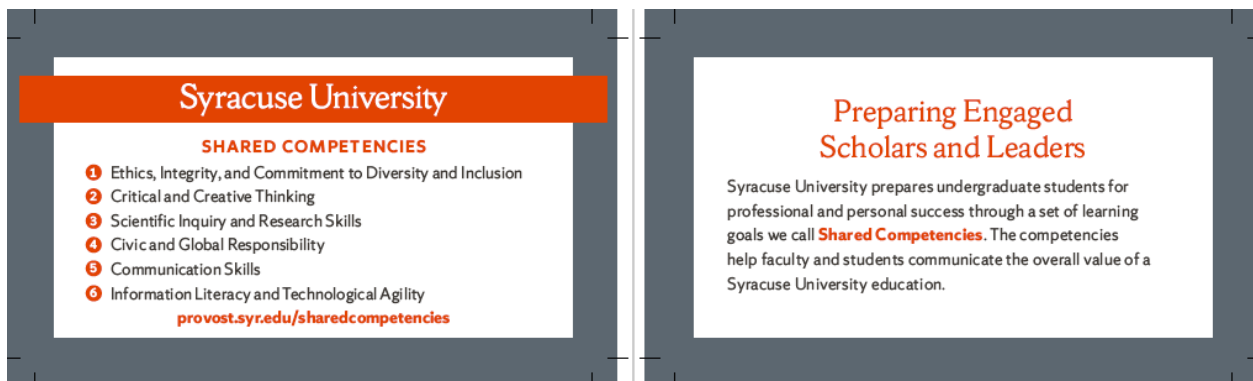 Syracuse University
SHARED COMPETENCIES
1 Ethics, Integrity, and Commitment to Diversity and Inclusion
2 Critical and Creative Thinking
3 Scientific Inquiry and Research Skills
4 Civic and Global Responsibility
5 Communication Skills
6 Information Literacy and Technological Agility
provost.syr.edu/sharedcompetencies
Preparing Engaged
Scholars and Leaders
Syracuse University prepares undergraduate students for
professional and personal success through a set of learning
goals we call Shared Competencies. The competencies
help faculty and students communicate the overall value of a
Syracuse University education.